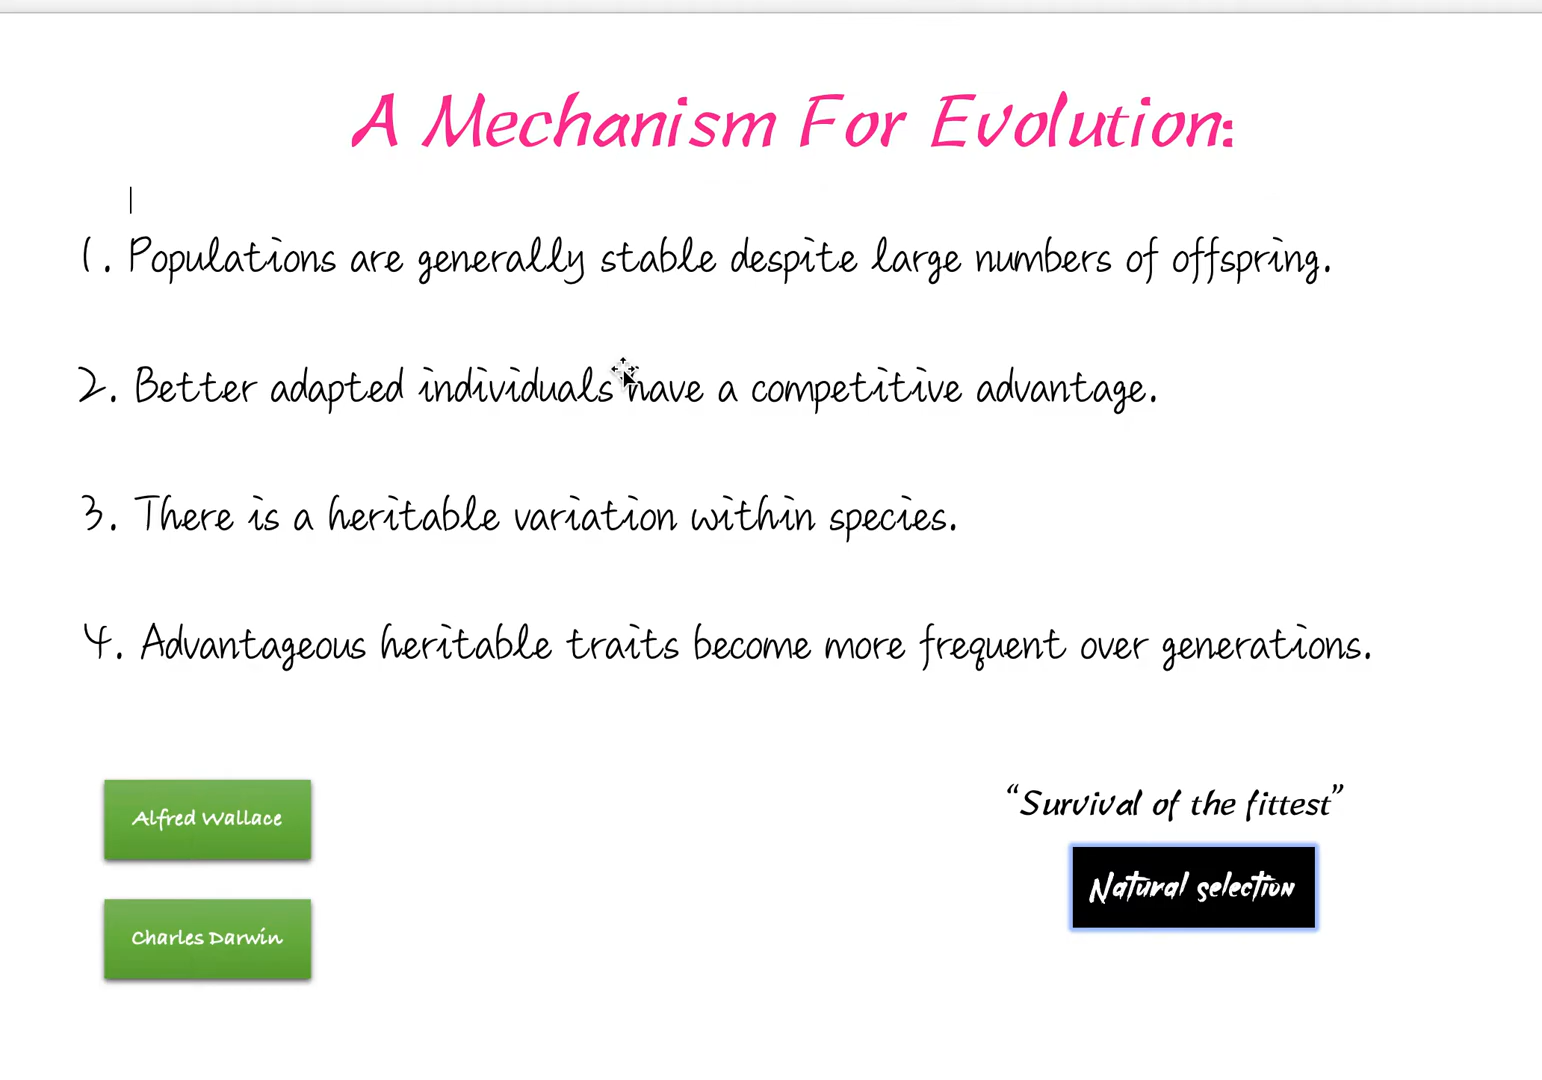 A Mechanism For Evolution:
1. Populations are generally stable despite large numbers of offspring.
2. Better adapted individuals have a competitive advantage.
3. There is a heritable variation within species.
4. Advantageous heritable traits become more frequent over generations.
Alfred Wallace
Charles Darwin
“Survival of the fittest”
Natural selection